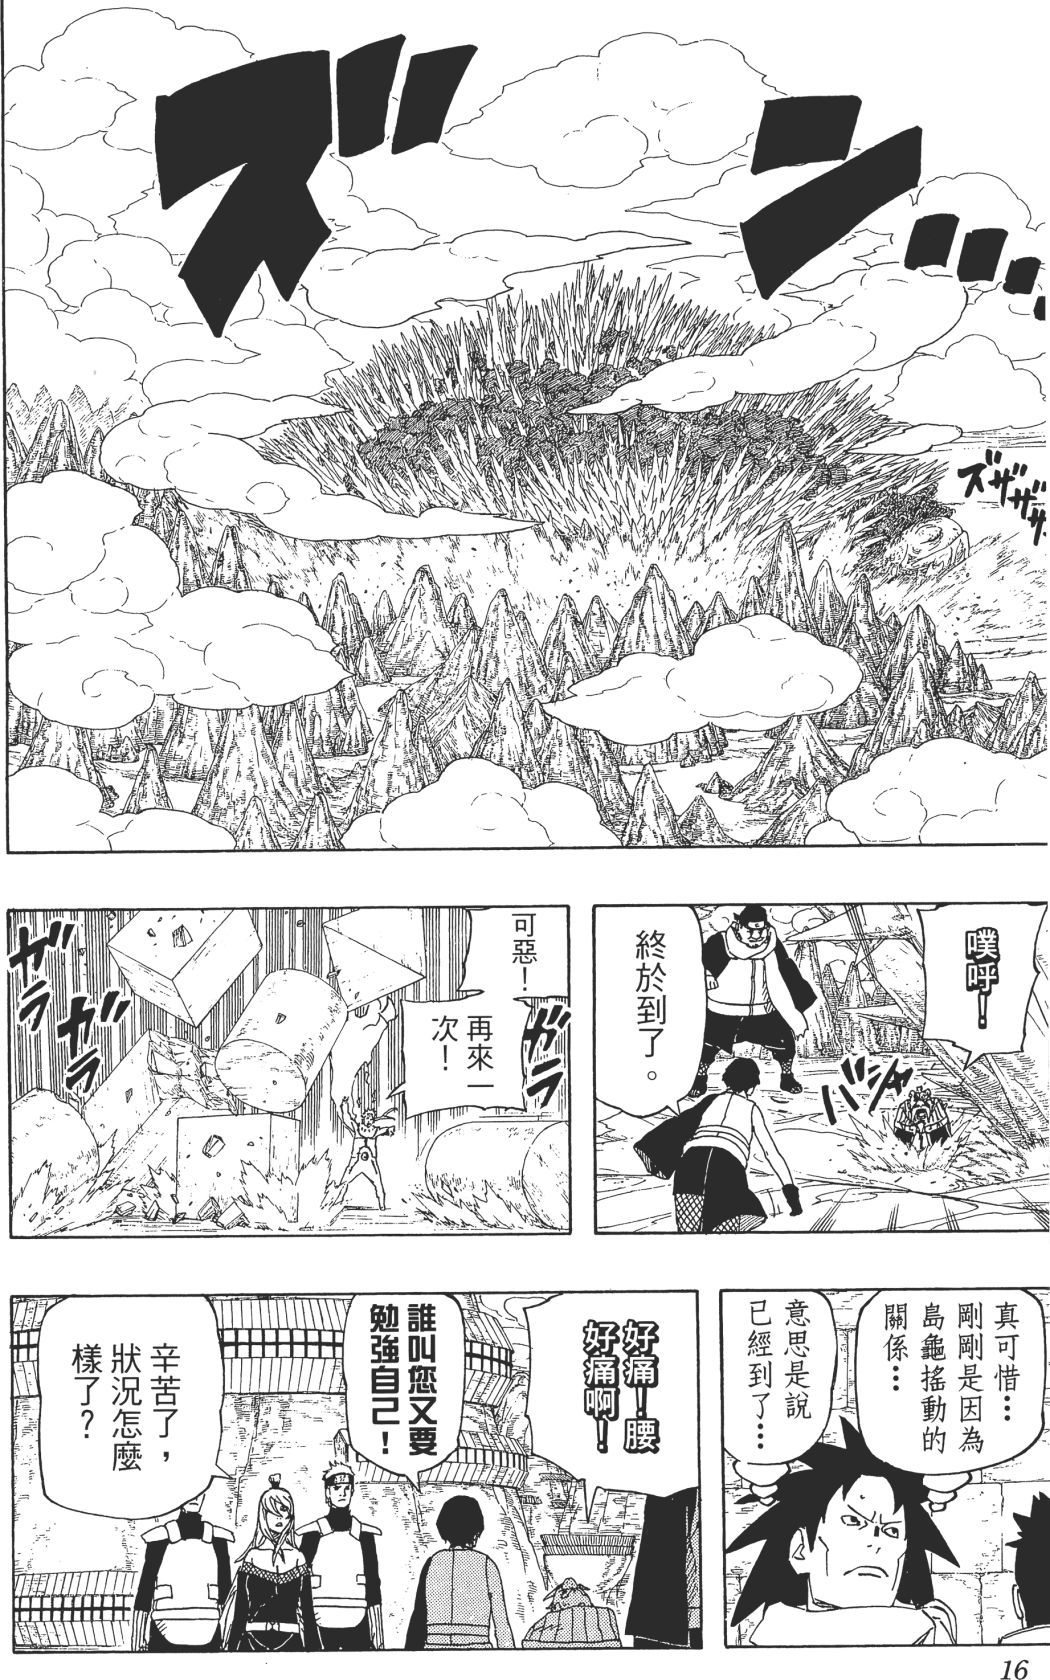 ズズン
ズザザザ
噗呼！
終於到了。
バシャ
可惡！
再來一
次！
ガラ
ガラ
ガラ
真可惜…
剛剛是因為
島龜搖動的
關係…
意思是說
已經到了…
好痛！腰
好痛啊！
誰叫您又要
勉強自己！
辛苦了，
狀況怎麼
樣了？
16